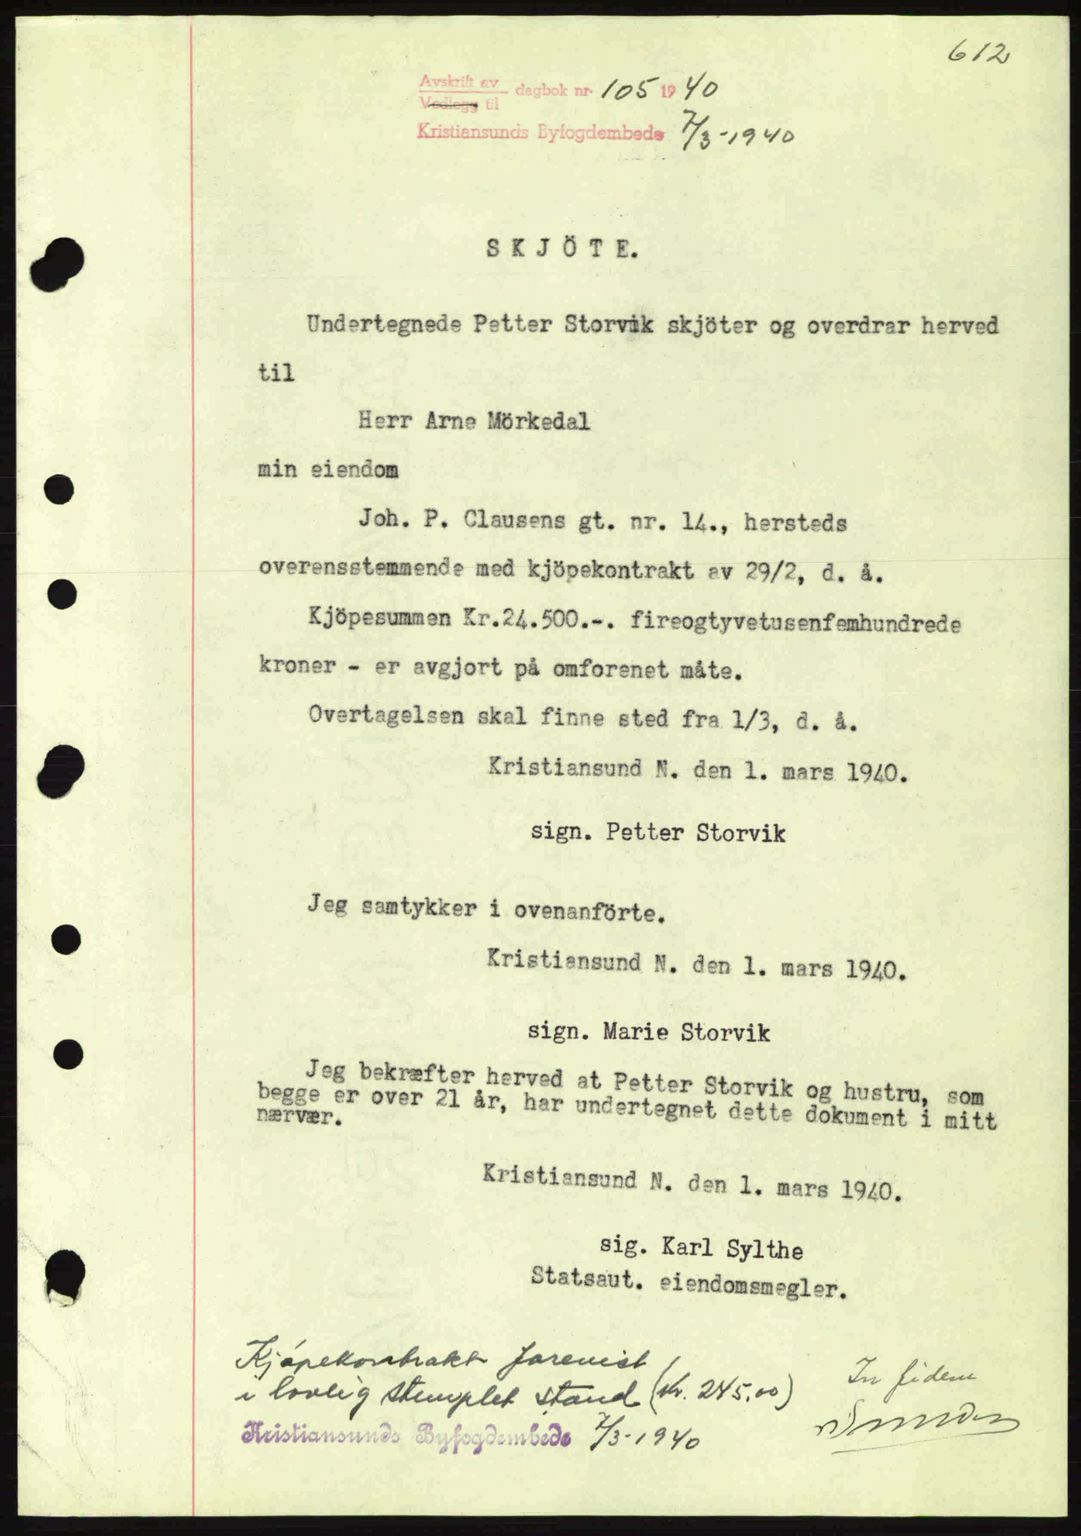 612
Avskrift av dagbok nr. 105 1940
Vedlegg til
Kristiansunds Byfogdembede 7/3-1940
SKJÖTE.
Undertegnede Petter Storvik skjöter og overdrar herved
til
Herr Arne Mörkedal
min eiendom
Joh. P. Clausens gt. nr. 14., hersteds
overensstemmende med kjöpekontrakt av 29/2, d. å.
Kjöpesummen Kr.24.500.-. fireogtyvetusenfemhundrede
kroner - er avgjort på omforenet måte.
Overtagelsen skal finne sted fra 1/3, d. å.
Kristiansund N. den 1. mars 1940.
sign. Petter Storvik
Jeg samtykker i ovenanförte.
Kristiansund N. den 1. mars 1940.
sign. Marie Storvik
Jeg bekræfter herved at Petter Storvik og hustru, som
begge er over 21 år, har undertegnet dette dokument i mitt
nærvær.
Kristiansund N. den 1. mars 1940.
sig. Karl Sylthe
Statsaut. eiendomsmegler.
Kjöpekontrakt forevist
i lovlig stemplet stand (Kr. 245.00)
Kristiansunds Byfogdembede 7/3-1940
In fidem